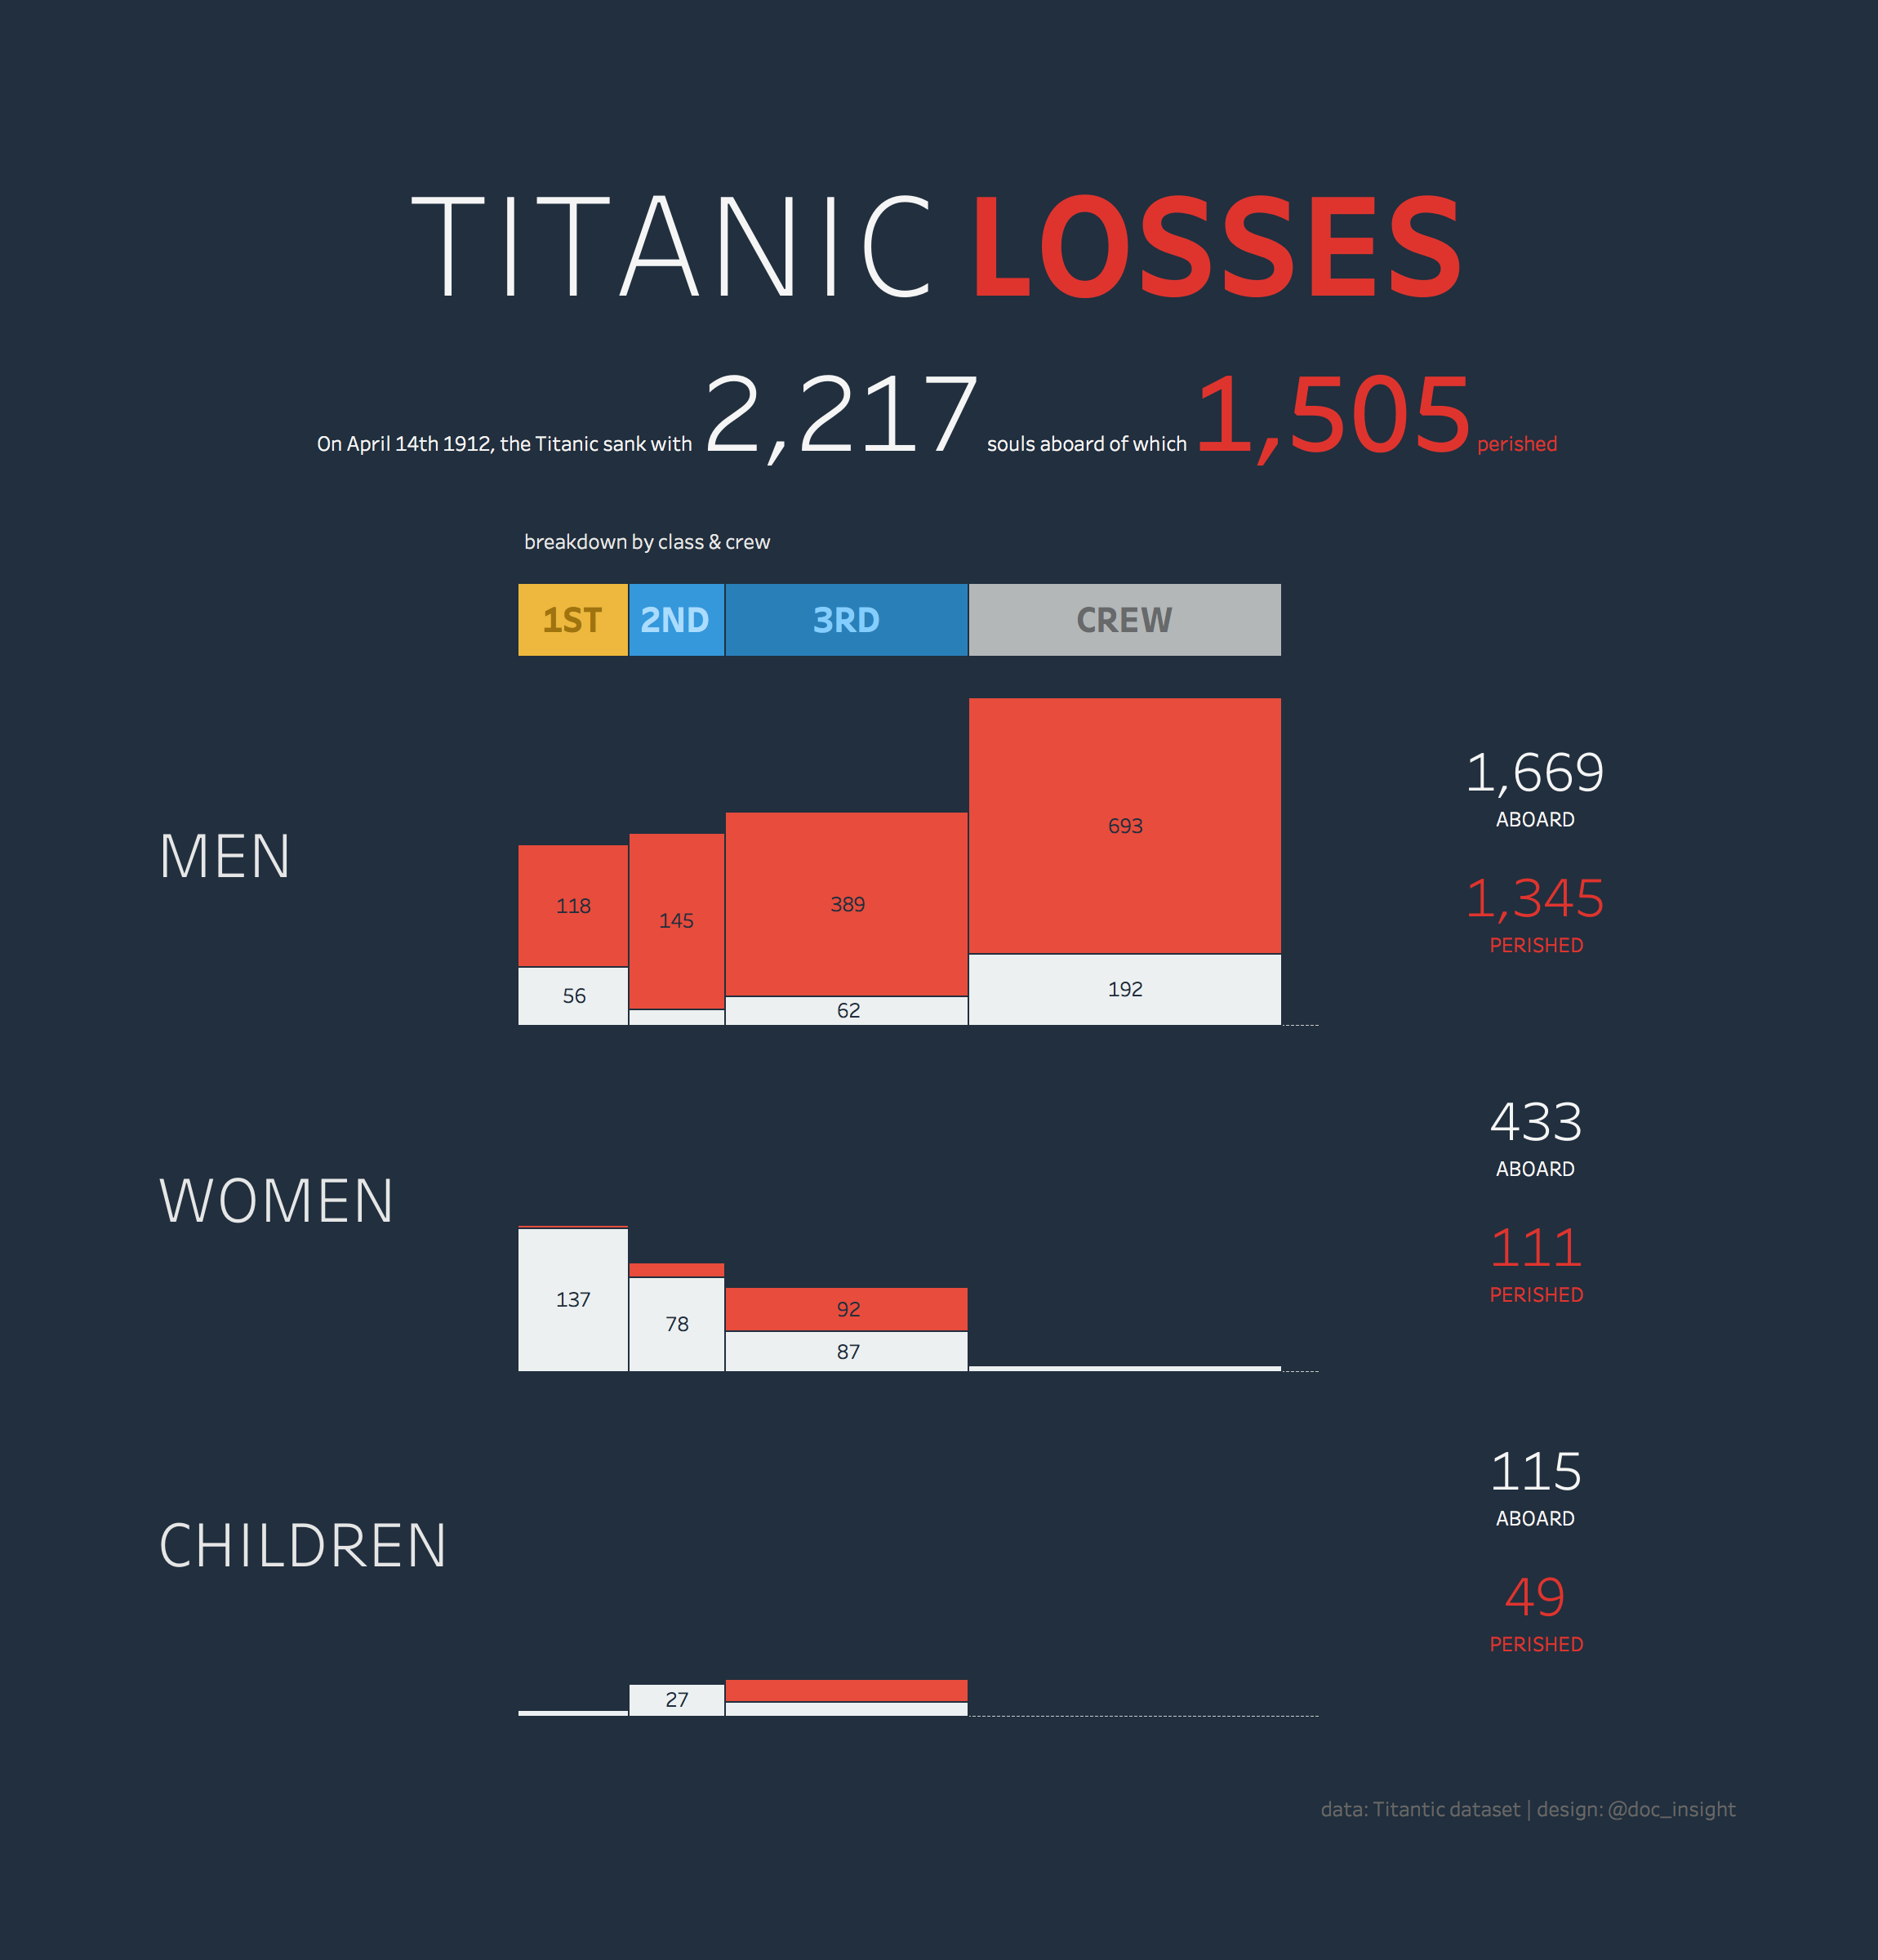 TITANIC LOSSES
On April 14th 1912, the Titanic sank with 2,217 souls aboard of which 1,505 perished
breakdown by class & crew
1ST 2ND 3RD CREW
MEN
118 145 389 693
56 62 192
1,669
ABOARD
1,345
PERISHED
WOMEN
137 78 92
87
433
ABOARD
111
PERISHED
CHILDREN
27
115
ABOARD
49
PERISHED
data: Titantic dataset | design: @doc_insight